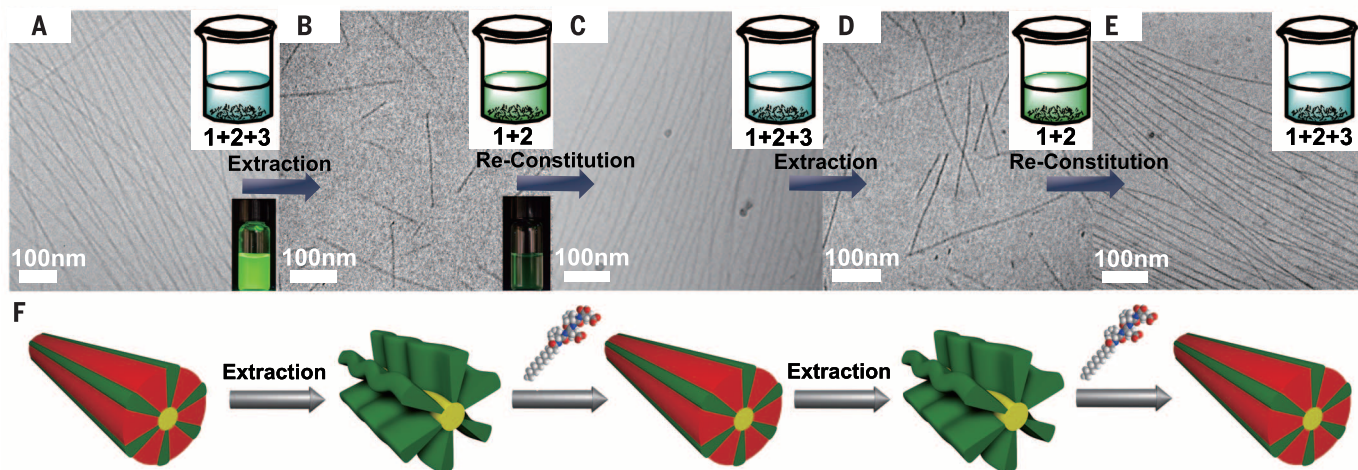 A
B
C
D
E
1+2+3
1+2
1+2+3
1+2
1+2+3
Extraction
Re-Constitution
Extraction
Re-Constitution
100nm
100nm
100nm
100nm
100nm
F
Extraction
Extraction